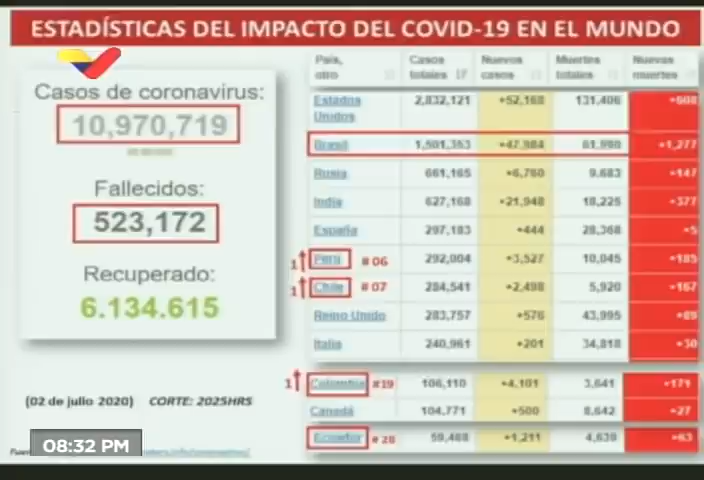 ESTADÍSTICAS DEL IMPACTO DEL COVID-19 EN EL MUNDO
Casos de coronavirus:
10,970,719
Fallecidos:
523,172
Recuperado:
6.134.615
(02 de julio 2020) CORTE: 2025HRS
08:32 PM
País, otro Casos totales Nuevos casos Muertes totales Nuevas muertes
Estados Unidos 2,832,121 +52,168 131,406 +608
Brasil 1,501,353 +47,984 61,990 +1,277
Rusia 661,165 +6,760 9.683 +147
India 627,168 +21,948 18,225 +377
España 297,183 +444 28,368 +5
1 Perú # 06 292,004 +3,527 10,045 +185
1 Chile # 07 284,541 +2,498 5,920 +167
Reino Unido 283,757 +576 43,995 +89
Italia 240,961 +201 34,818 +30
1 Colombia #19 106,110 +4,101 3,641 +171
Canadá 104,771 +500 8,642 +27
Ecuador # 28 59,468 +1,211 4,639 +63